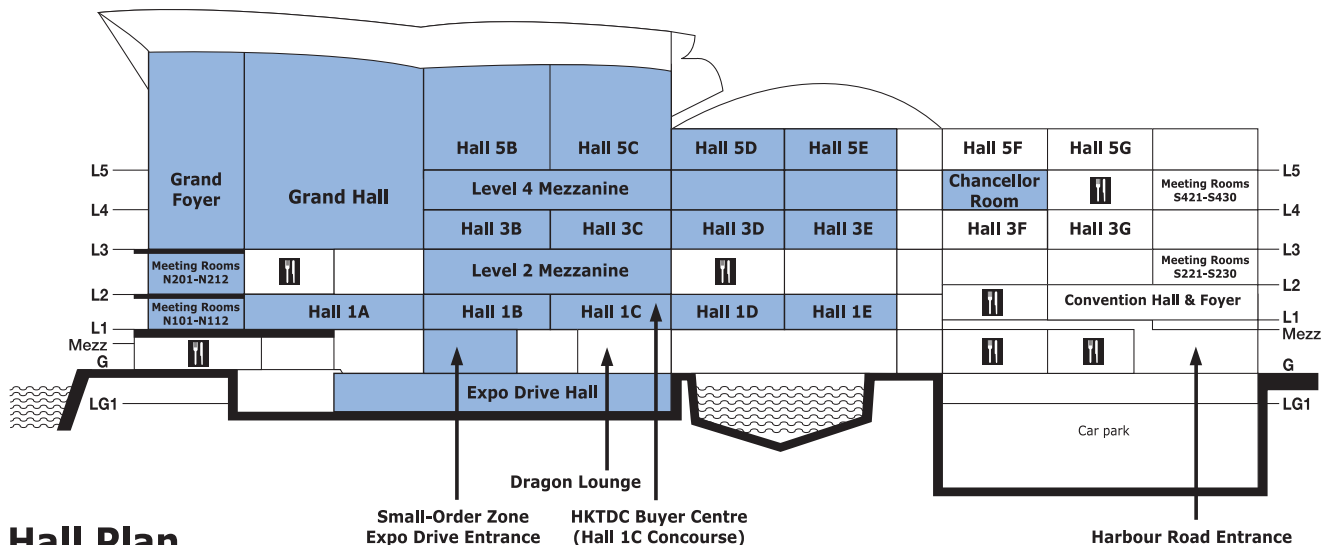 Hall 5B
Hall 5C
Hall 5D
Hall 5E
Hall 5F
Hall 5G
L5
L5
Grand
Foyer
Grand Hall
Level 4 Mezzanine
Chancellor
Room
Meeting Rooms
S421-S430
L4
L4
Hall 3B
Hall 3C
Hall 3D
Hall 3E
Hall 3F
Hall 3G
L3
L3
Meeting Rooms
N201-N212
Level 2 Mezzanine
Meeting Rooms
S221-S230
L2
L2
Meeting Rooms
N101-N112
Hall 1A
Hall 1B
Hall 1C
Hall 1D
Hall 1E
Convention Hall & Foyer
L1
L1
Mezz
Mezz
G
G
Expo Drive Hall
LG1
LG1
Car park
Dragon Lounge
Small-Order Zone
Expo Drive Entrance
HKTDC Buyer Centre
(Hall 1C Concourse)
Harbour Road Entrance
Hall Plan